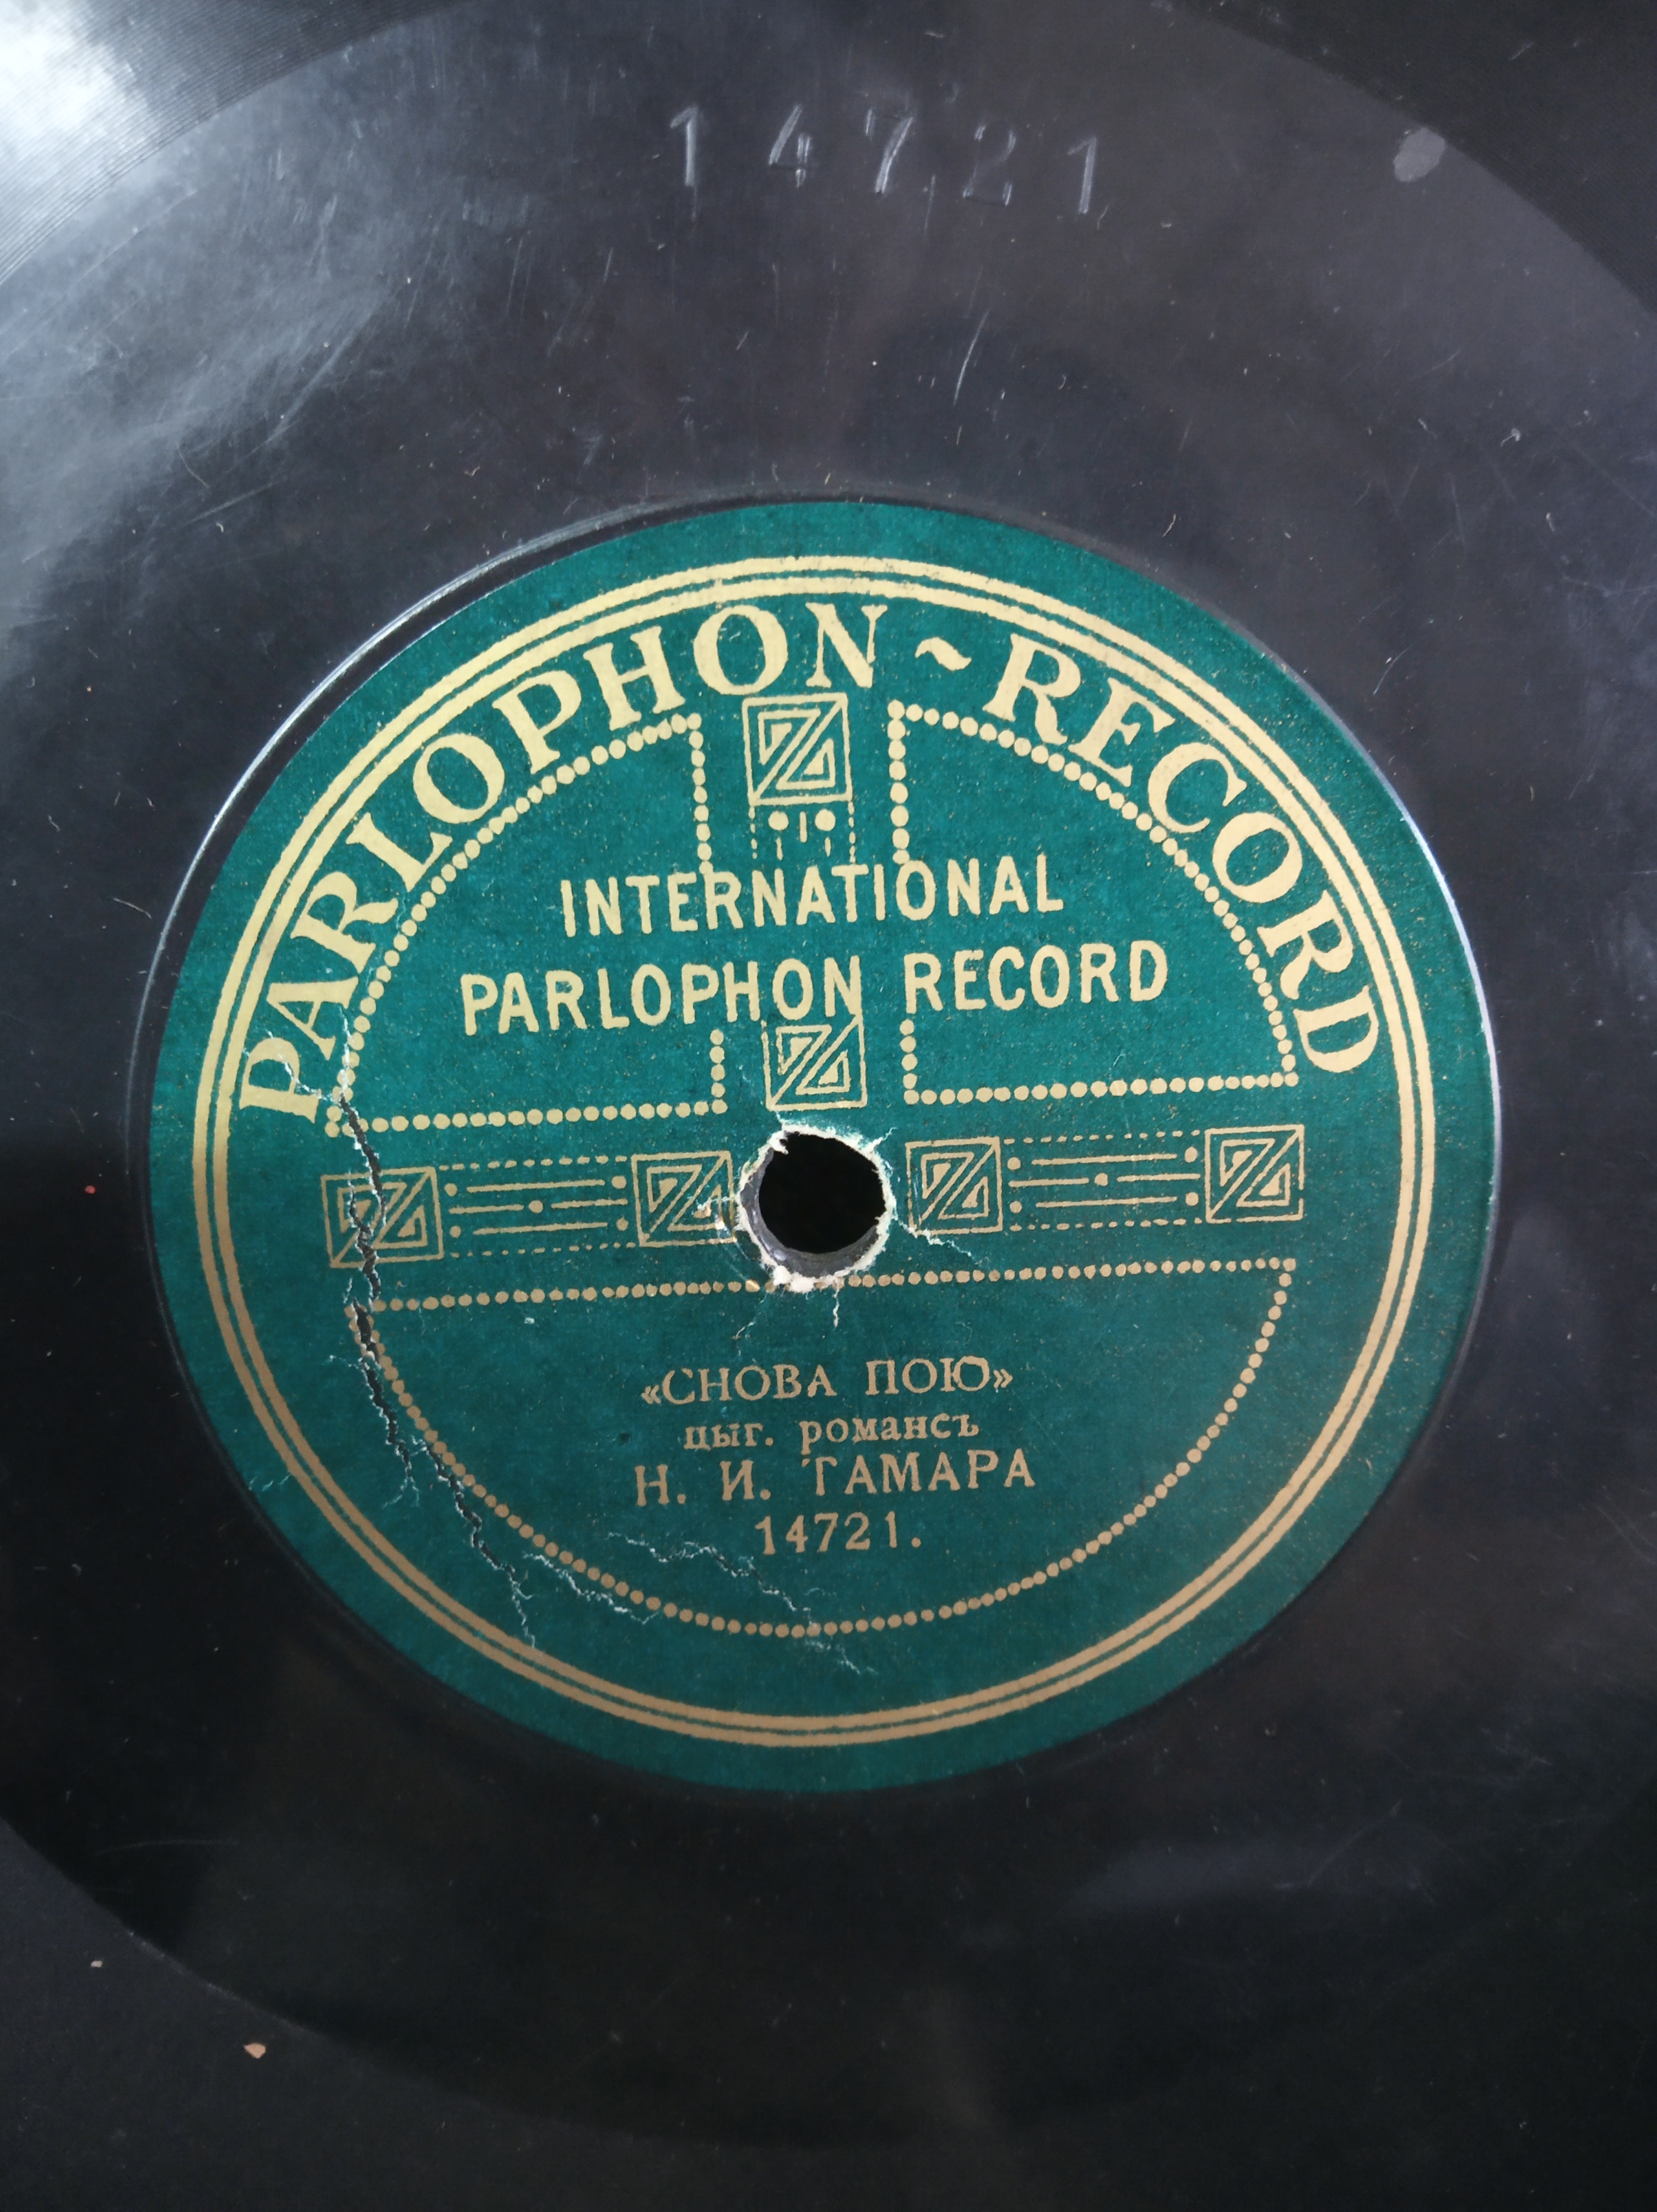 14721
PARLOPHON~RECORD
INTERNATIONAL
PARLOPHON RECORD
«СНОВА ПОЮ»
цыг. романсъ
Н. И. ТАМАРА
14721.